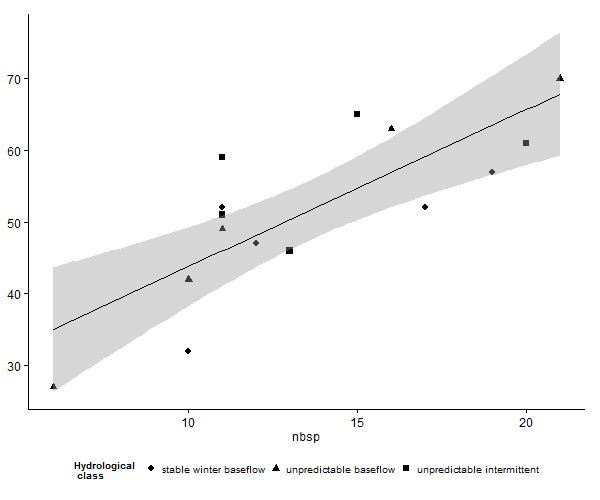 70
60
50
40
30
10 15 20
nbsp
Hydrological class stable winter baseflow unpredictable baseflow unpredictable intermittent